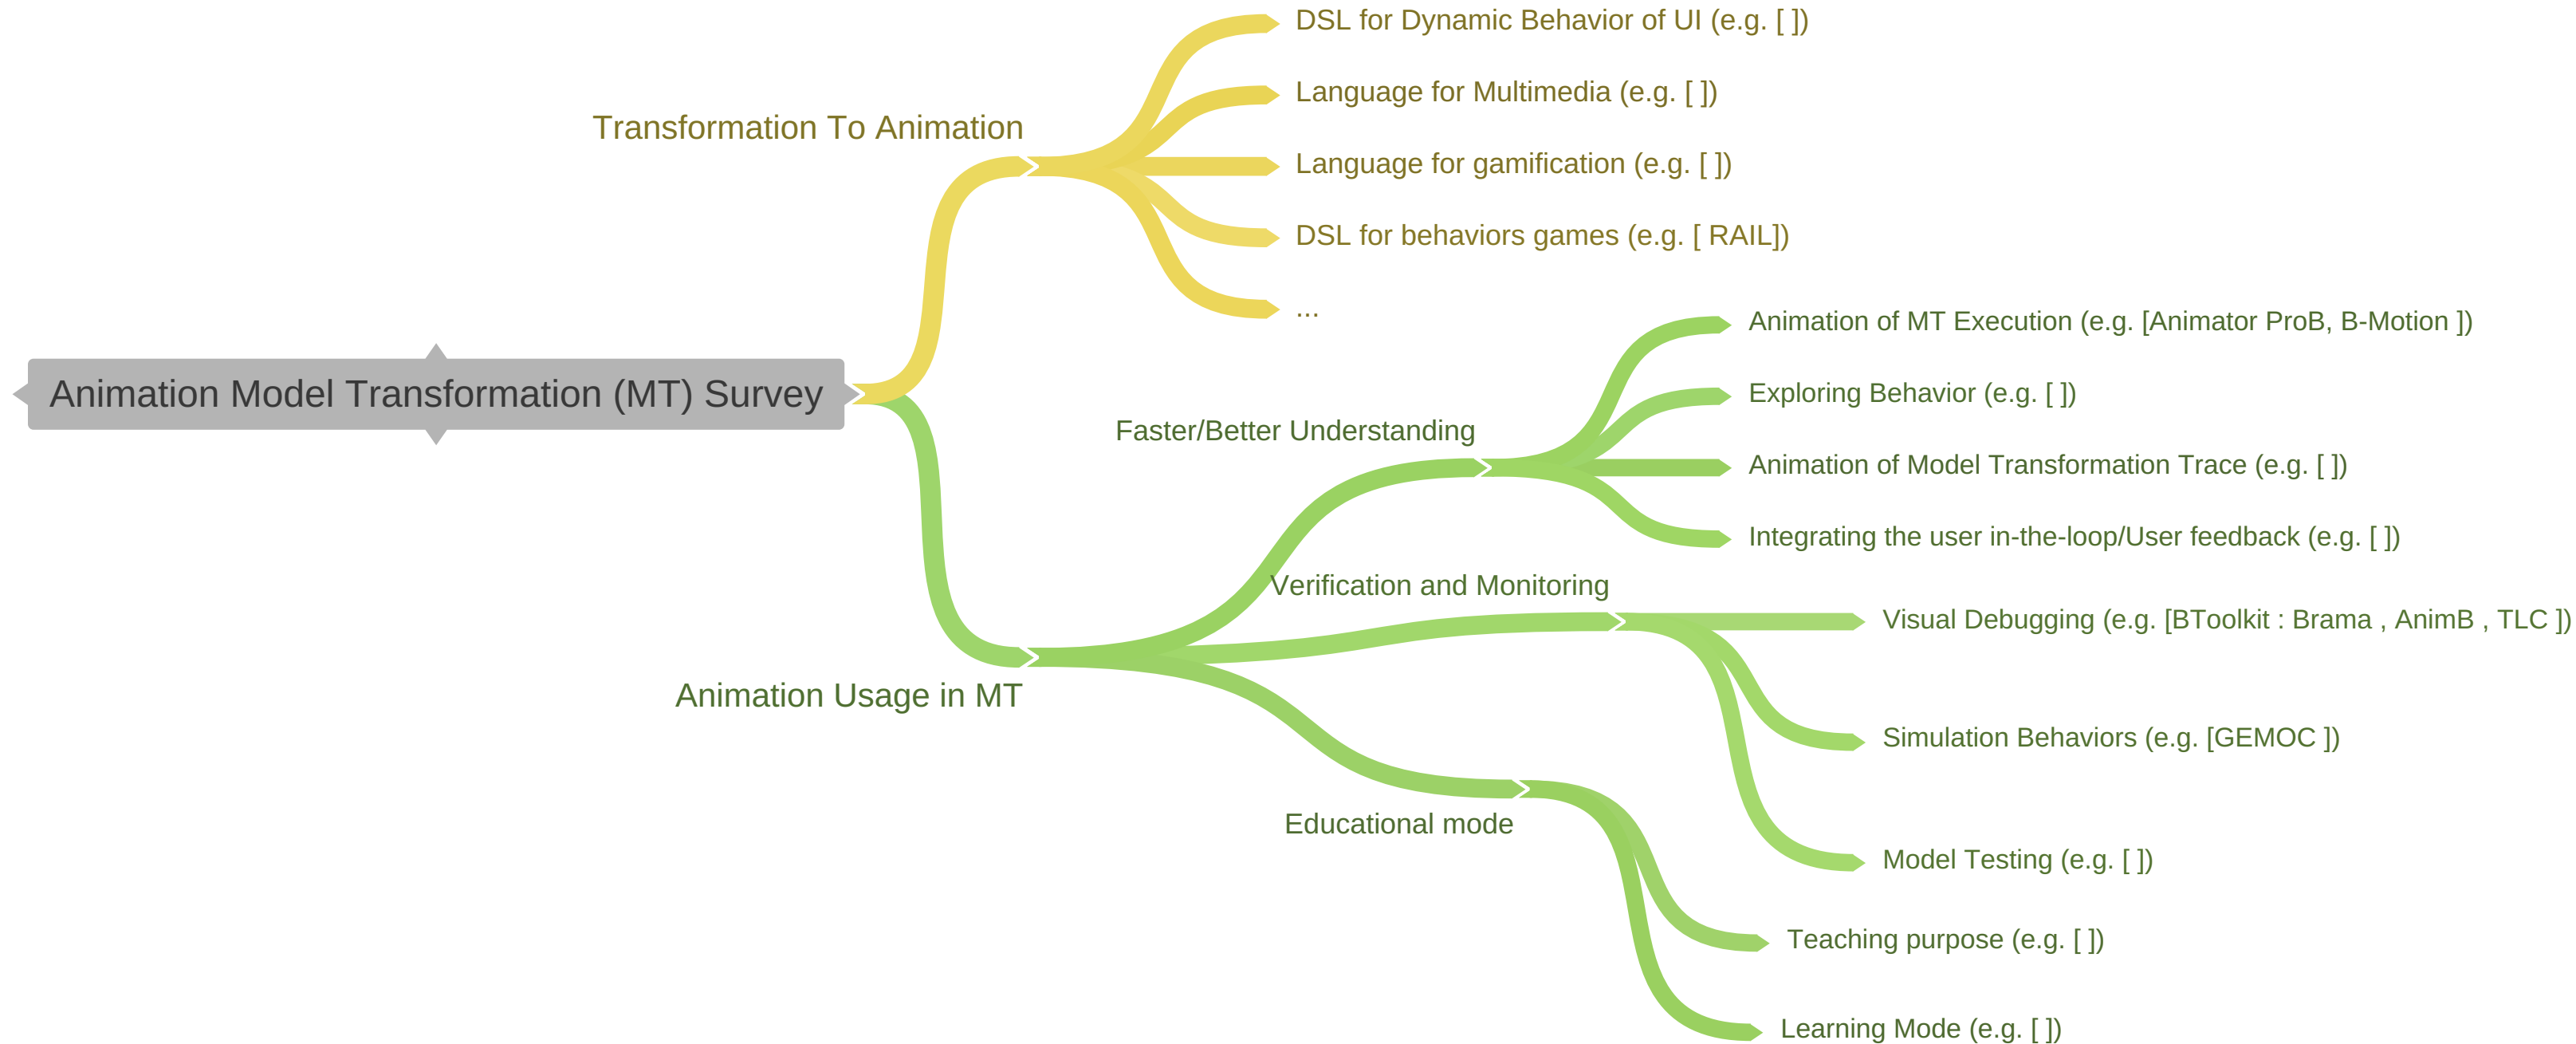 Animation Model Transformation (MT) Survey
Transformation To Animation
DSL for Dynamic Behavior of UI (e.g. [ ])
Language for Multimedia (e.g. [ ])
Language for gamification (e.g. [ ])
DSL for behaviors games (e.g. [ RAIL])
...
Animation Usage in MT
Faster/Better Understanding
Animation of MT Execution (e.g. [Animator ProB, B-Motion ])
Exploring Behavior (e.g. [ ])
Animation of Model Transformation Trace (e.g. [ ])
Integrating the user in-the-loop/User feedback (e.g. [ ])
Verification and Monitoring
Visual Debugging (e.g. [BToolkit : Brama , AnimB , TLC ])
Simulation Behaviors (e.g. [GEMOC ])
Model Testing (e.g. [ ])
Educational mode
Teaching purpose (e.g. [ ])
Learning Mode (e.g. [ ])